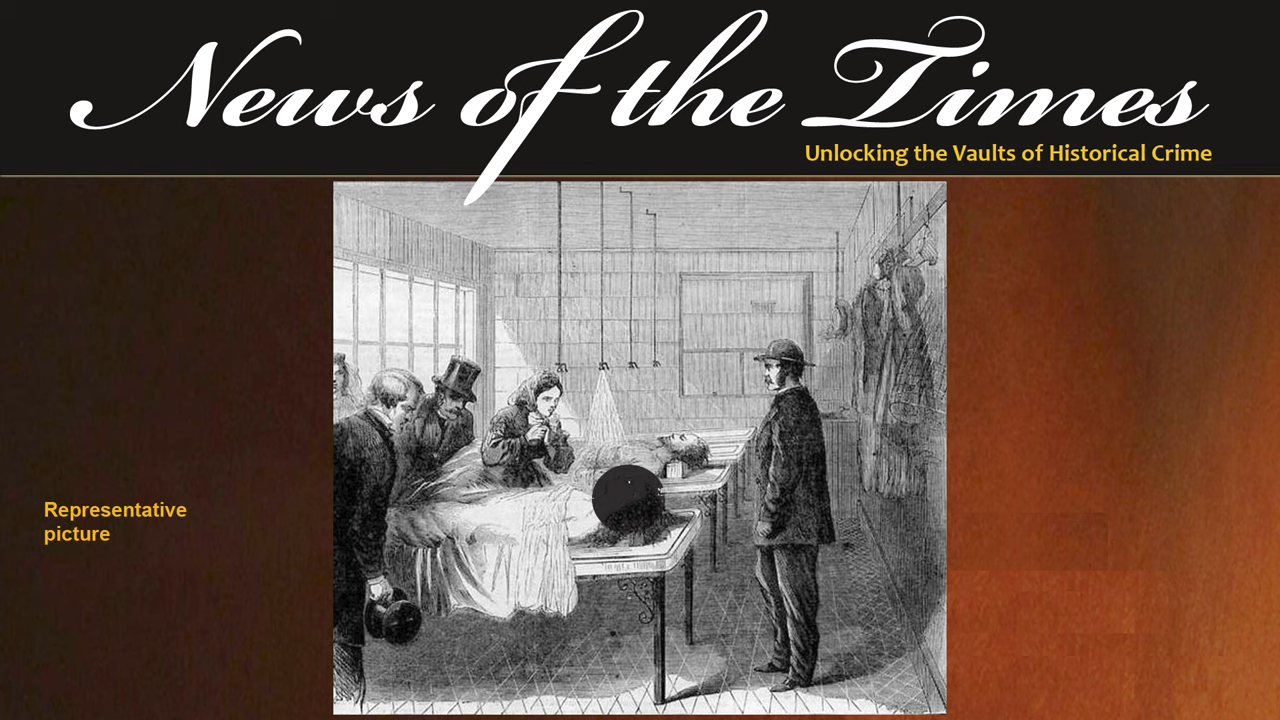 News of the Times
Unlocking the Vaults of Historical Crime
Representative
picture